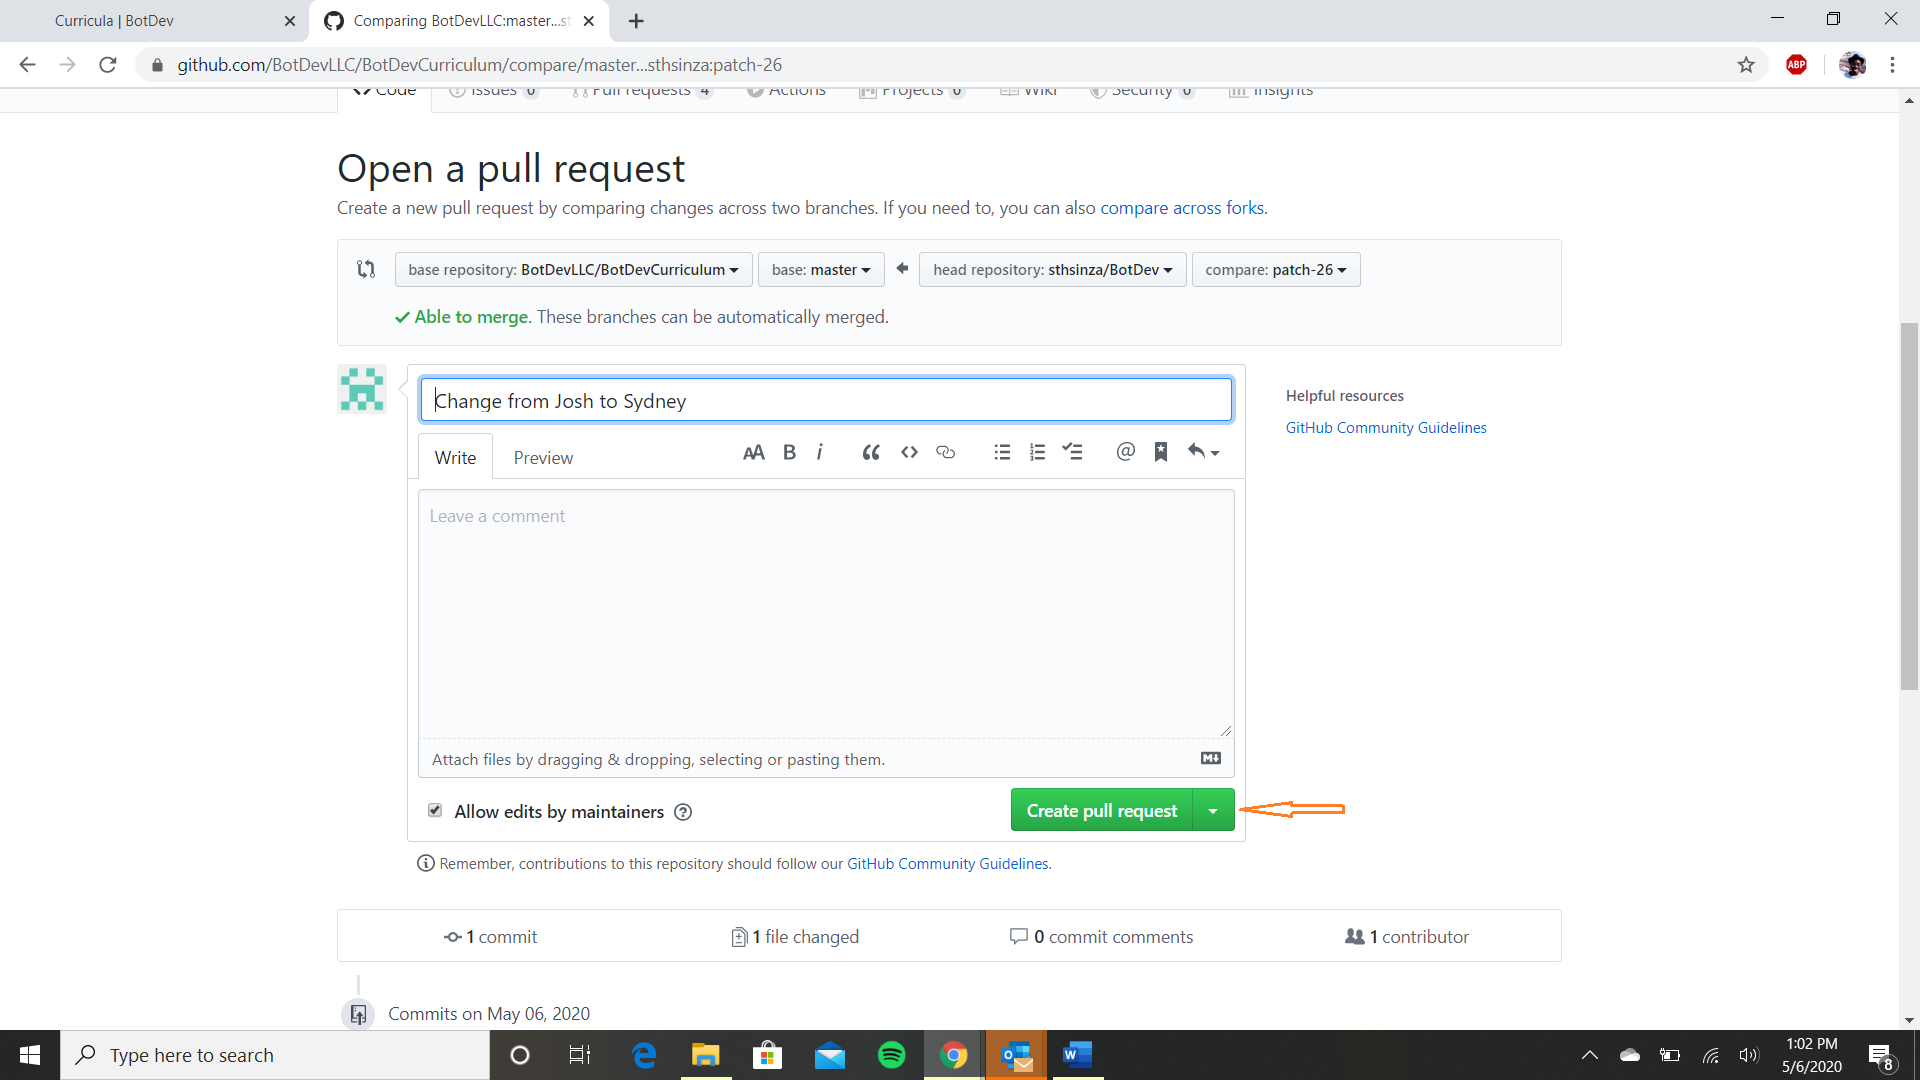 Curricula | BotDev
Comparing BotDevLLC:master...st
github.com/BotDevLLC/BotDevCurriculum/compare/master...sthsinza:patch-26
ABP
Code Issues 0 Pull requests 4 Actions Projects 0 Wiki Security 0 Insights
Open a pull request
Create a new pull request by comparing changes across two branches. If you need to, you can also compare across forks.
base repository: BotDevLLC/BotDevCurriculum base: master head repository: sthsinza/BotDev compare: patch-26
Able to merge. These branches can be automatically merged.
Change from Josh to Sydney
Helpful resources
GitHub Community Guidelines
Write Preview AA B i @
Leave a comment
Attach files by dragging & dropping, selecting or pasting them.
Allow edits by maintainers Create pull request
Remember, contributions to this repository should follow our GitHub Community Guidelines.
1 commit 1 file changed 0 commit comments 1 contributor
Commits on May 06, 2020
Type here to search
1:02 PM
5/6/2020
8